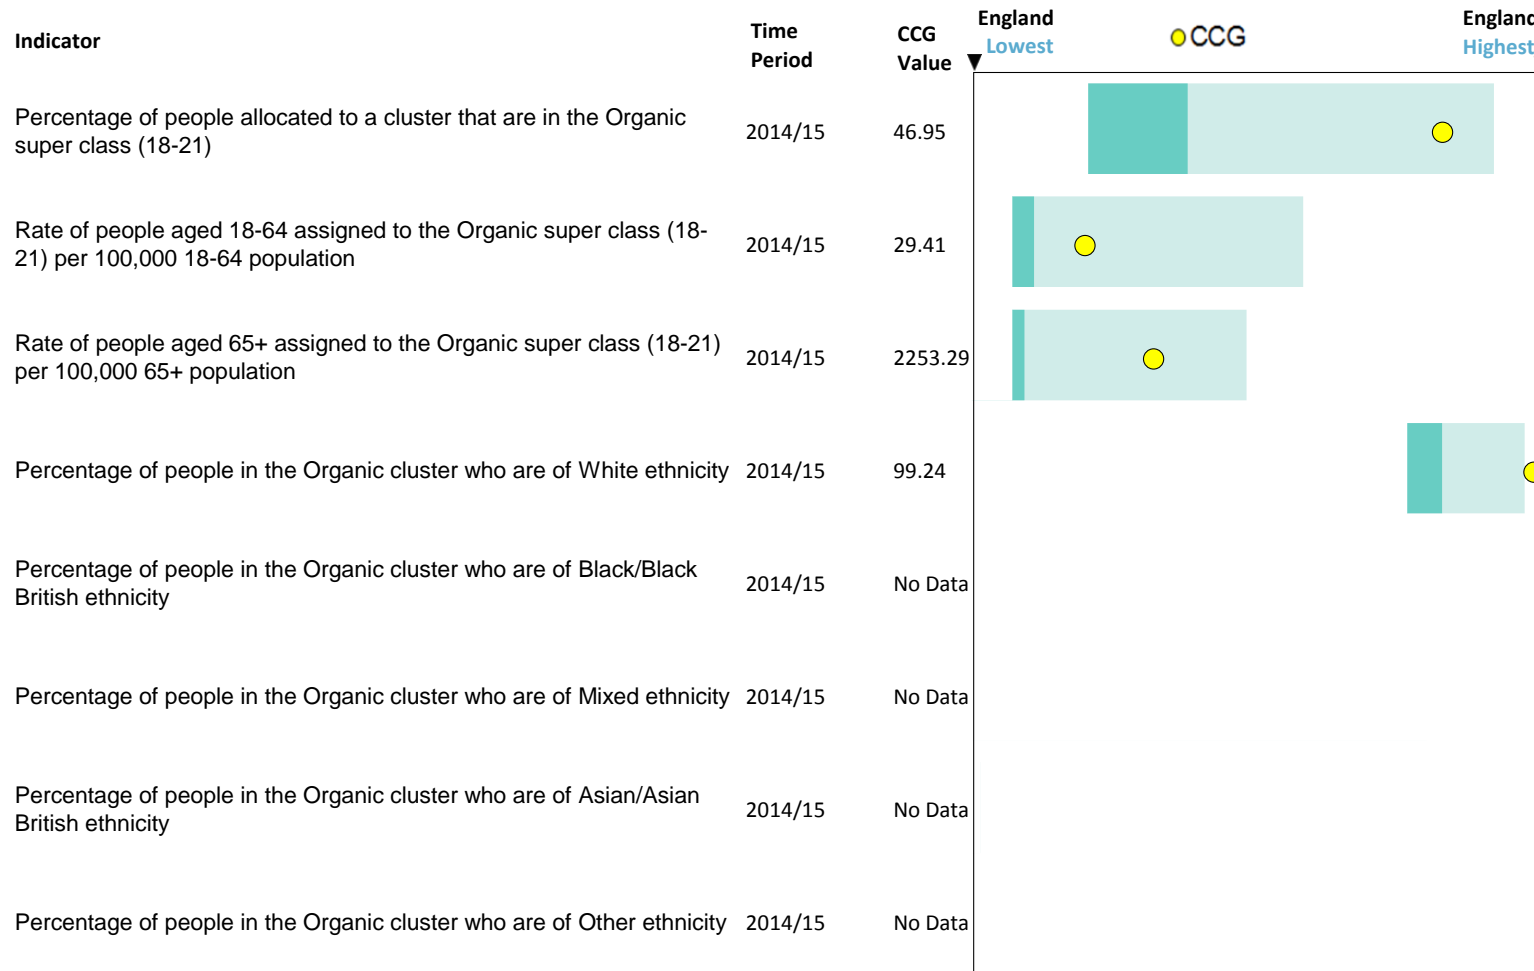 Indicator
Time
Period
CCG
Value
England
Lowest
CCG
England
Highest
Percentage of people allocated to a cluster that are in the Organic
super class (18-21)
2014/15
46.95
Rate of people aged 18-64 assigned to the Organic super class (18-
21) per 100,000 18-64 population
2014/15
29.41
Rate of people aged 65+ assigned to the Organic super class (18-21)
per 100,000 65+ population
2014/15
2253.29
Percentage of people in the Organic cluster who are of White ethnicity 2014/15 99.24
Percentage of people in the Organic cluster who are of Black/Black
British ethnicity
2014/15
No Data
Percentage of people in the Organic cluster who are of Mixed ethnicity 2014/15 No Data
Percentage of people in the Organic cluster who are of Asian/Asian
British ethnicity
2014/15
No Data
Percentage of people in the Organic cluster who are of Other ethnicity 2014/15 No Data